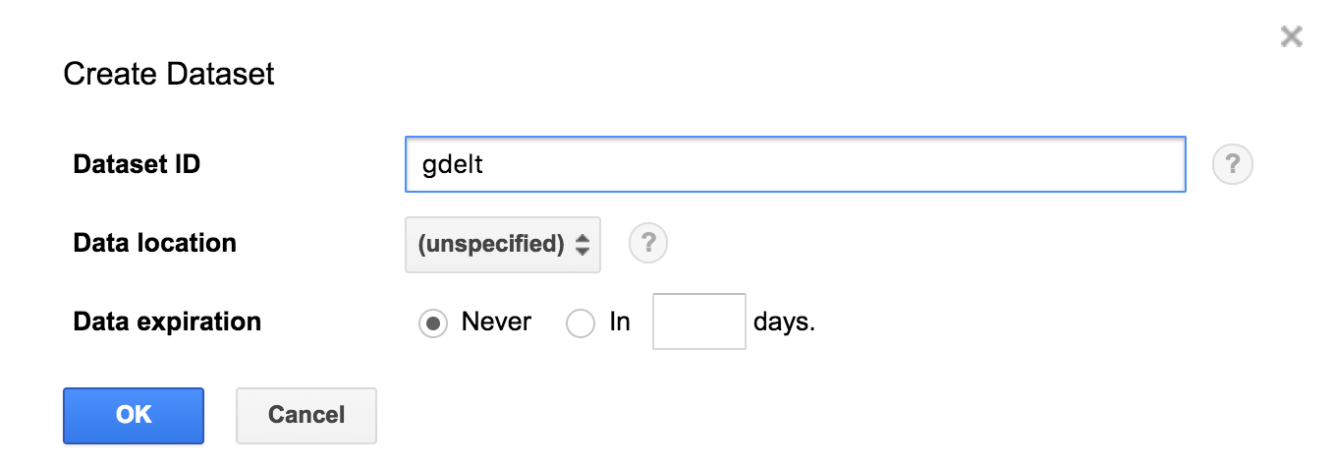 ×
Create Dataset
Dataset ID gdelt ?
Data location (unspecified) ?
Data expiration Never In days.
OK Cancel